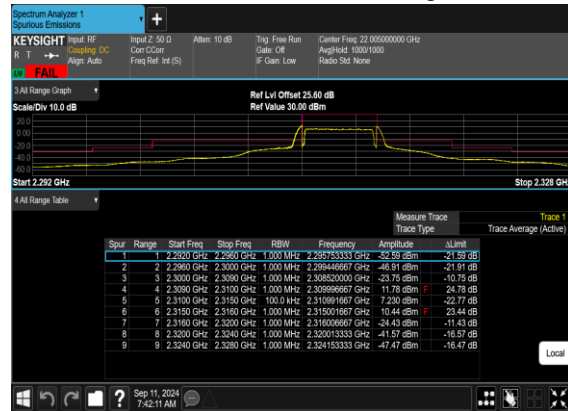 Spectrum Analyzer 1
Spurious Emissions
+
KEYSIGHT Input: RF Input Z: 50 Ω Atten: 10 dB Trig: Free Run Center Freq: 22.005000000 GHz
R T Coupling: DC Corr CCorr Gate: Off Avg|Hold: 1000/1000
Align: Auto Freq Ref: Int (S) IF Gain: Low Radio Std: None
FAIL
3 All Range Graph
Ref Lvl Offset 25.60 dB
Scale/Div 10.0 dB Ref Value 30.00 dBm
20.0
0.00
-20.0
-40.0
-60.0
Start 2.292 GHz Stop 2.328 GHz
4 All Range Table
Measure Trace Trace 1
Trace Type Trace Average (Active)
Spur Range Start Freq Stop Freq RBW Frequency Amplitude ΔLimit
1 1 2.2920 GHz 2.2960 GHz 1.000 MHz 2.295753333 GHz -52.59 dBm -21.59 dB
2 2 2.2960 GHz 2.3000 GHz 1.000 MHz 2.299446667 GHz -46.91 dBm -21.91 dB
3 3 2.3000 GHz 2.3090 GHz 1.000 MHz 2.308520000 GHz -23.75 dBm -10.75 dB
4 4 2.3090 GHz 2.3100 GHz 1.000 MHz 2.309996667 GHz 11.78 dBm F 24.78 dB
5 5 2.3100 GHz 2.3150 GHz 100.0 kHz 2.310991667 GHz 7.230 dBm -22.77 dB
6 6 2.3150 GHz 2.3160 GHz 1.000 MHz 2.315001667 GHz 10.44 dBm F 23.44 dB
7 7 2.3160 GHz 2.3200 GHz 1.000 MHz 2.316006667 GHz -24.43 dBm -11.43 dB
8 8 2.3200 GHz 2.3240 GHz 1.000 MHz 2.320013333 GHz -41.57 dBm -16.57 dB
9 9 2.3240 GHz 2.3280 GHz 1.000 MHz 2.324153333 GHz -47.47 dBm -16.47 dB
Local
? Sep 11, 2024
7:42:11 AM